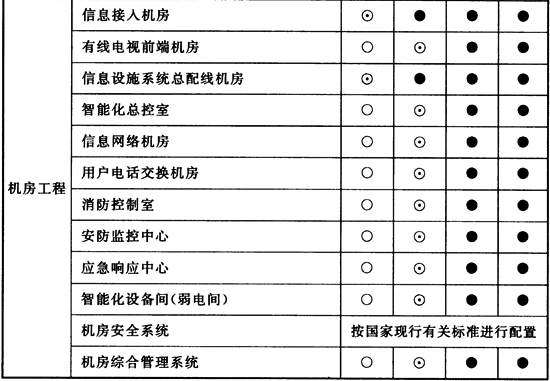 信息接入机房 ⊙ ● ● ●
有线电视前端机房 ○ ⊙ ● ●
信息设施系统总配线机房 ⊙ ● ● ●
智能化总控室 ○ ⊙ ● ●
信息网络机房 ○ ⊙ ● ●
用户电话交换机房 ○ ⊙ ● ●
机房工程
消防控制室 ○ ⊙ ● ●
安防监控中心 ○ ⊙ ● ●
应急响应中心 ○ ⊙ ● ●
智能化设备间(弱电间) ○ ⊙ ● ●
机房安全系统 按国家现行有关标准进行配置
机房综合管理系统 ○ ⊙ ● ●